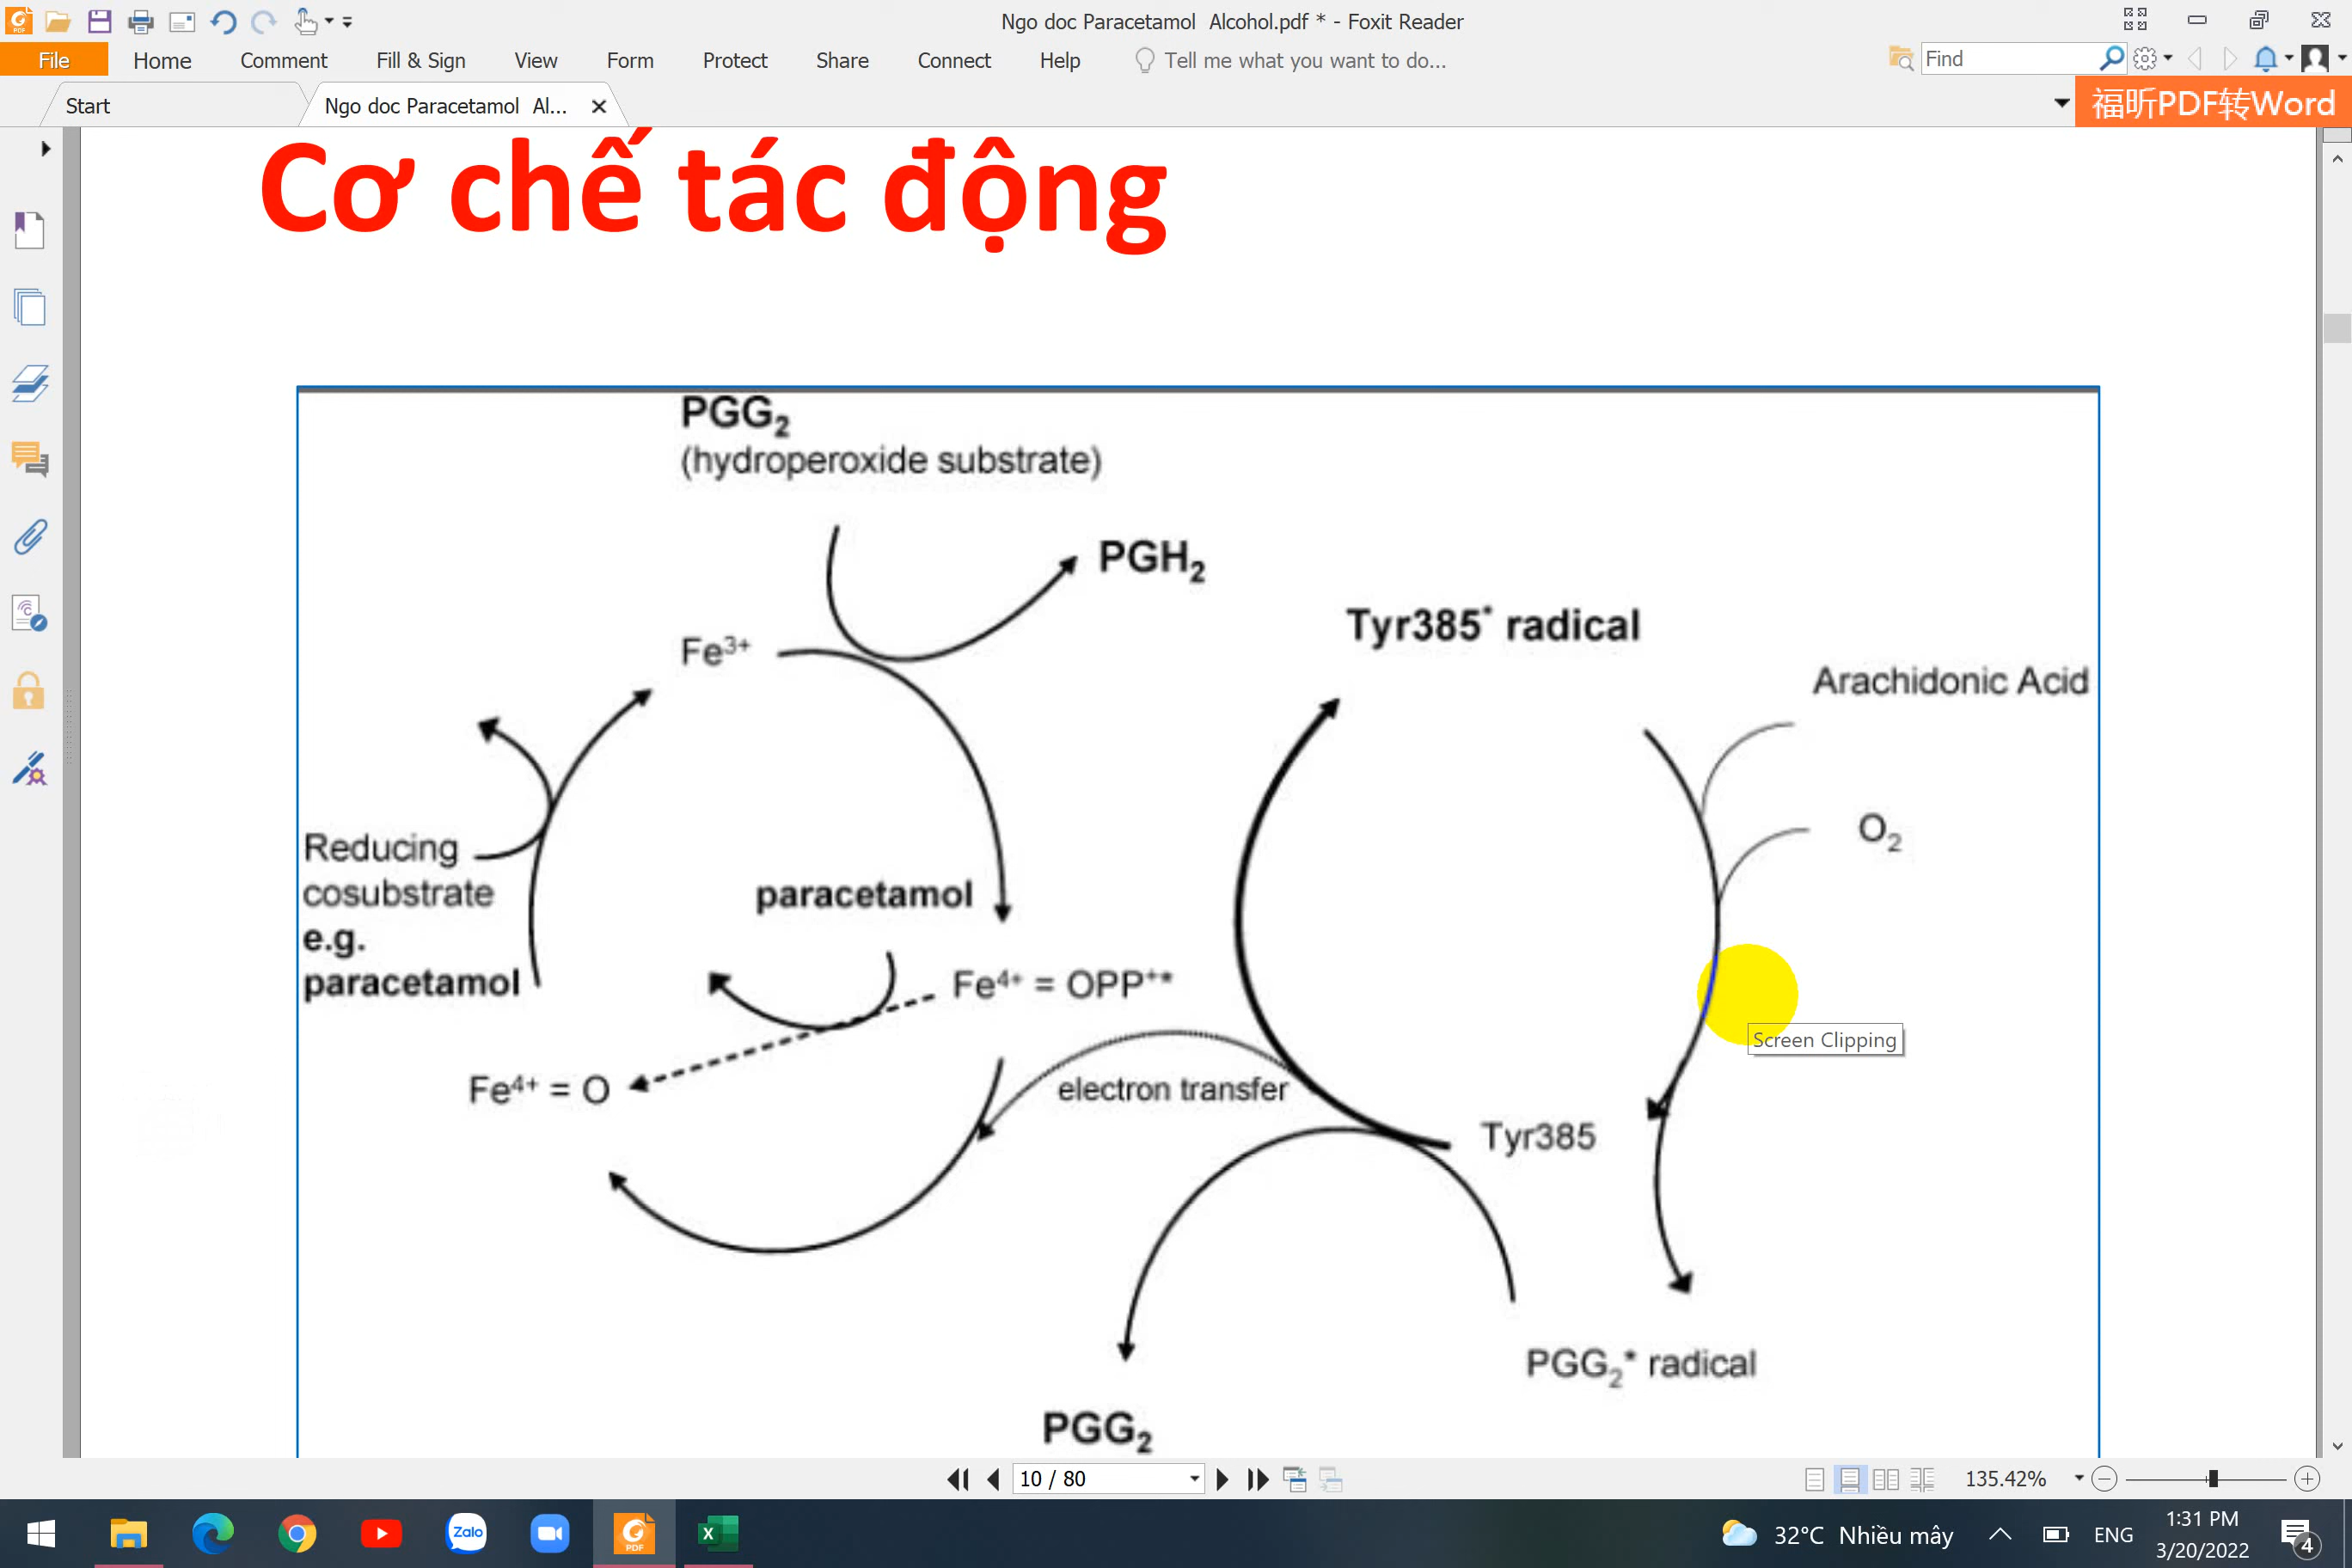 Ngo doc Paracetamol  Alcohol.pdf * - Foxit Reader
File Home Comment Fill & Sign View Form Protect Share Connect Help Tell me what you want to do... Find
Start Ngo doc Paracetamol  Al... 福昕PDF转Word
Cơ chế tác động
PGG2
(hydroperoxide substrate)
PGH2
Tyr385* radical
Fe3+
Arachidonic Acid
O2
Reducing
cosubstrate
e.g.
paracetamol
paracetamol
Fe4+ = OPP+*
Screen Clipping
Fe4+ = O
electron transfer
Tyr385
PGG2* radical
PGG2
10 / 80
135.42%
Zalo
PDF
32°C Nhiều mây
ENG
1:31 PM
3/20/2022
4